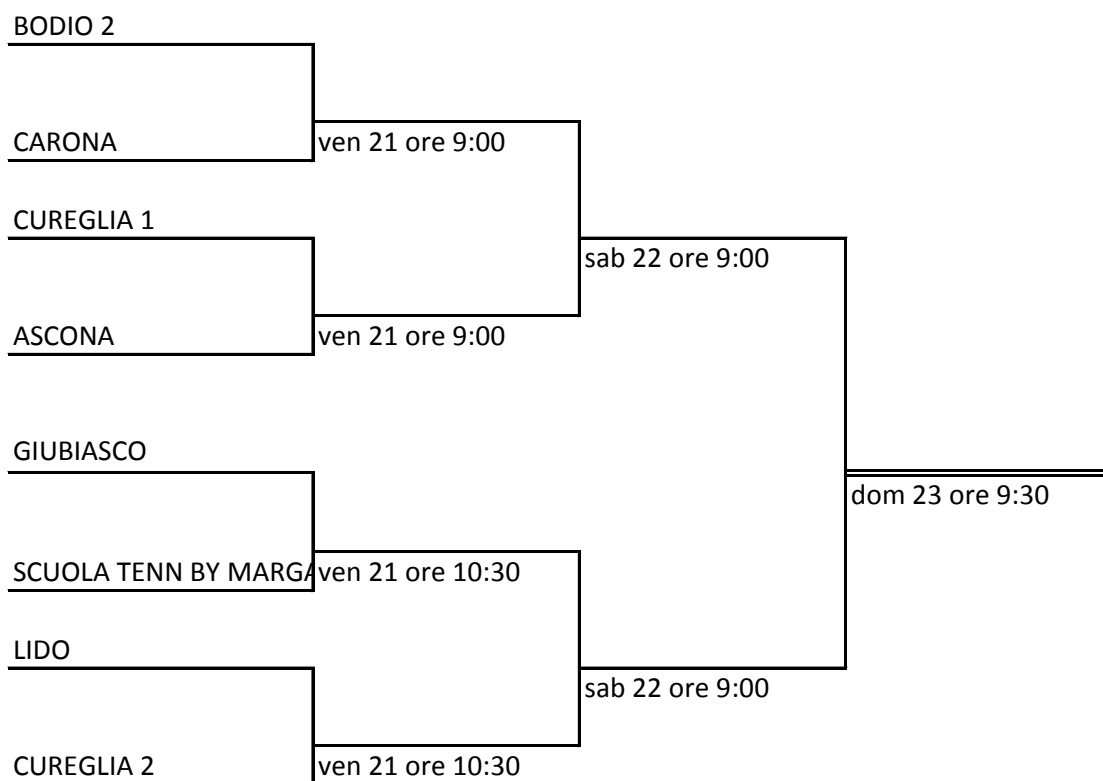 BODIO 2
CARONA
ven 21 ore 9:00
CUREGLIA 1
sab 22 ore 9:00
ASCONA
ven 21 ore 9:00
GIUBIASCO
dom 23 ore 9:30
SCUOLA TENN BY MARGA
ven 21 ore 10:30
LIDO
sab 22 ore 9:00
CUREGLIA 2
ven 21 ore 10:30